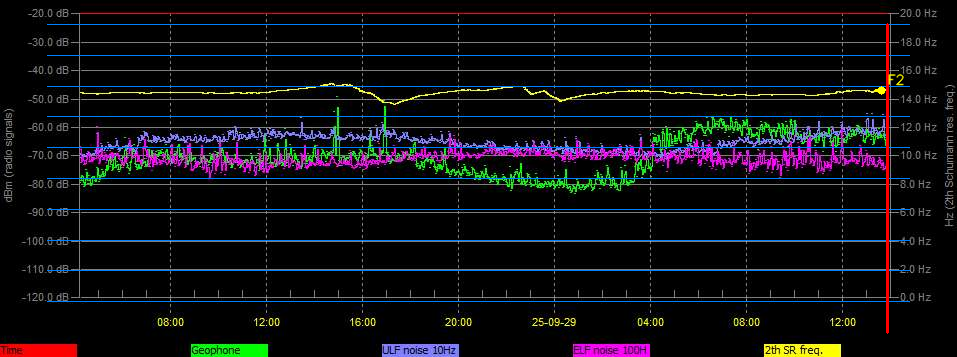 -20.0 dB 20.0 Hz
-30.0 dB 18.0 Hz
-40.0 dB 16.0 Hz
F2
-50.0 dB 14.0 Hz
-60.0 dB 12.0 Hz
-70.0 dB 10.0 Hz
-80.0 dB 8.0 Hz
-90.0 dB 6.0 Hz
-100.0 dB 4.0 Hz
-110.0 dB 2.0 Hz
-120.0 dB 0.0 Hz
dBm (radio signals)
Hz (2th Schumann res. freq.)
08:00 12:00 16:00 20:00 25-09-29 04:00 08:00 12:00
Time Geophone ULF noise 10Hz ELF noise 100H 2th SR freq.